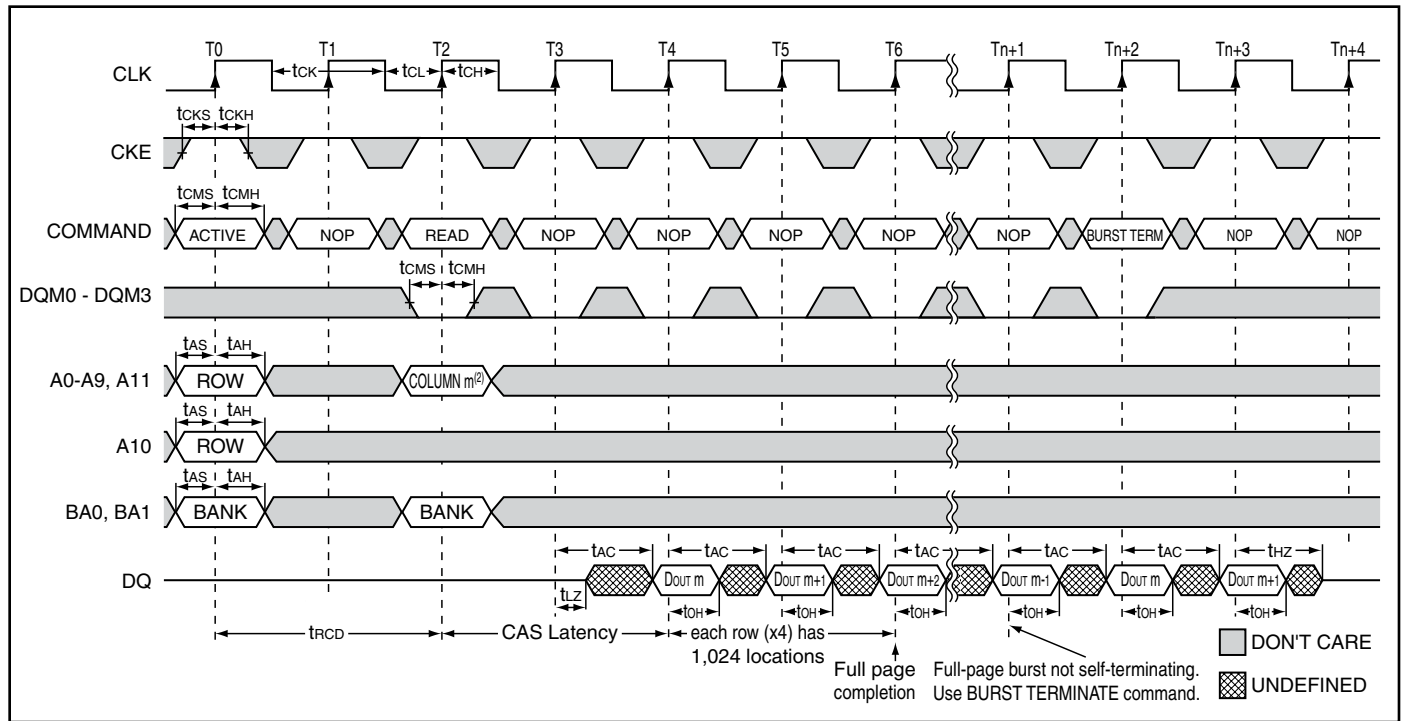 T0 T1 T2 T3 T4 T5 T6 Tn+1 Tn+2 Tn+3 Tn+4
CLK tCK tCL tCH
tCKS tCKH
CKE
tCMS tCMH
COMMAND ACTIVE NOP READ NOP NOP NOP NOP NOP BURST TERM NOP NOP
tCMS tCMH
DQM0 - DQM3
tAS tAH
A0-A9, A11 ROW COLUMN m(2)
tAS tAH
A10 ROW
tAS tAH
BA0, BA1 BANK BANK
tAC tAC tAC tAC tAC tAC tHZ
DQ DOUT m DOUT m+1 DOUT m+2 DOUT m-1 DOUT m DOUT m+1
tLZ tOH tOH tOH tOH tOH tOH
tRCD CAS Latency each row (x4) has
1,024 locations
Full page
completion
Full-page burst not self-terminating.
Use BURST TERMINATE command.
DON'T CARE
UNDEFINED